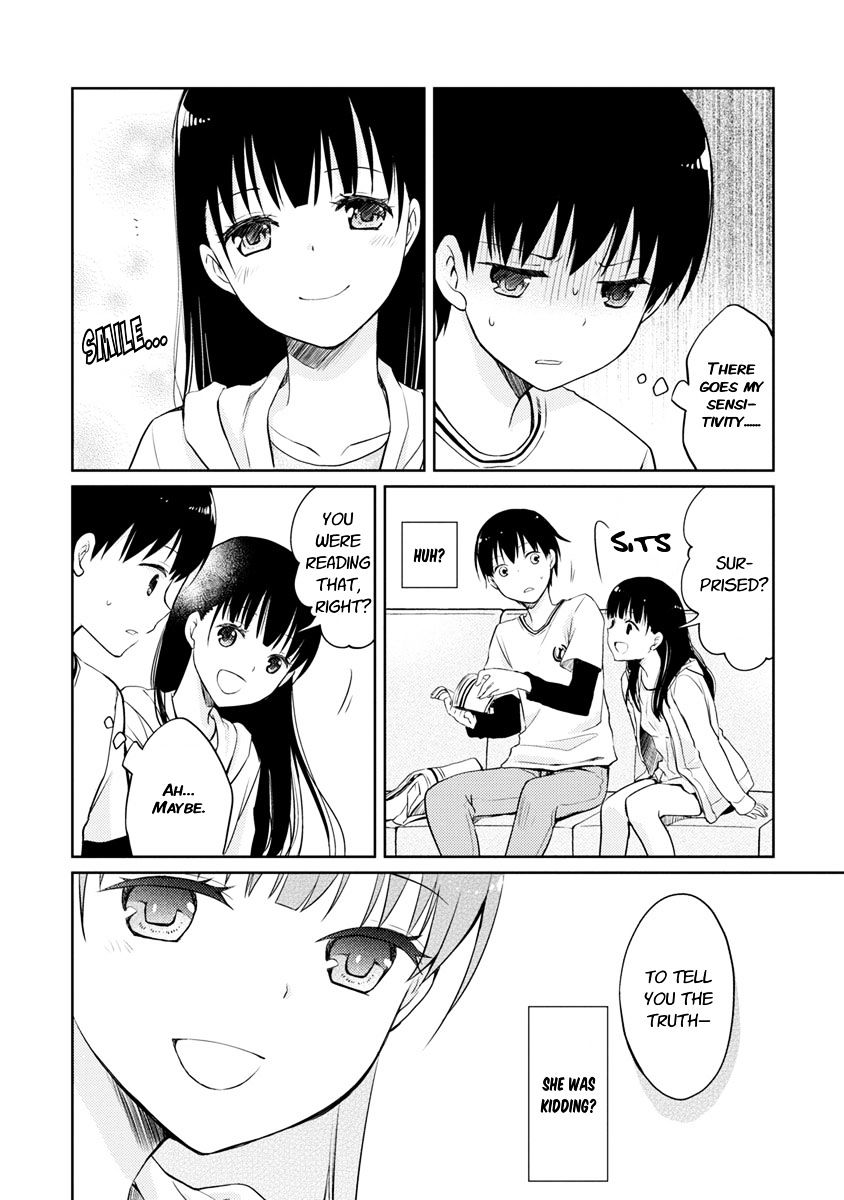 THERE
GOES MY
SENSI-
TIVITY......
SMILE...
SUR-
PRISED?
SITS
HUH?
YOU
WERE
READING
THAT,
RIGHT?
AH...
MAYBE.
TO TELL
YOU THE
TRUTH—
SHE WAS
KIDDING?